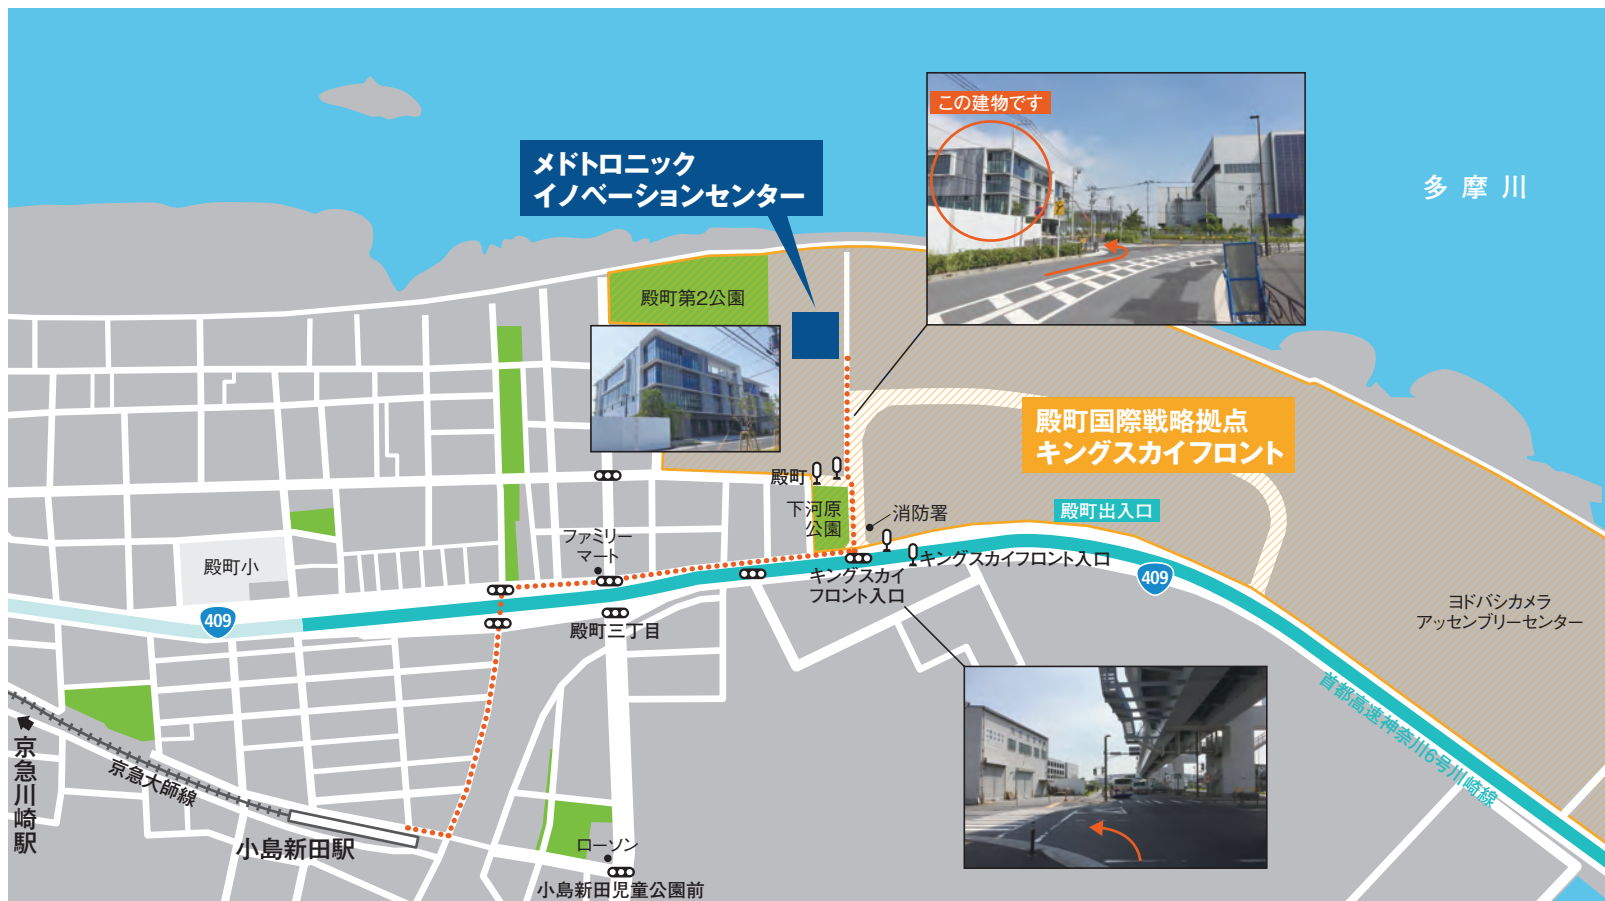 この建物です
メドトロニック
イノベーションセンター
多摩川
殿町第2公園
殿町国際戦略拠点
キングスカイフロント
殿町
下河原
公園
消防署
殿町出入口
ファミリー
マート
キングスカイフロント入口
殿町小
キングスカイ
フロント入口
409
409
ヨドバシカメラ
アッセンブリーセンター
殿町三丁目
首都高速神奈川6号川崎線
京急川崎駅
京急大師線
小島新田駅
ローソン
小島新田児童公園前